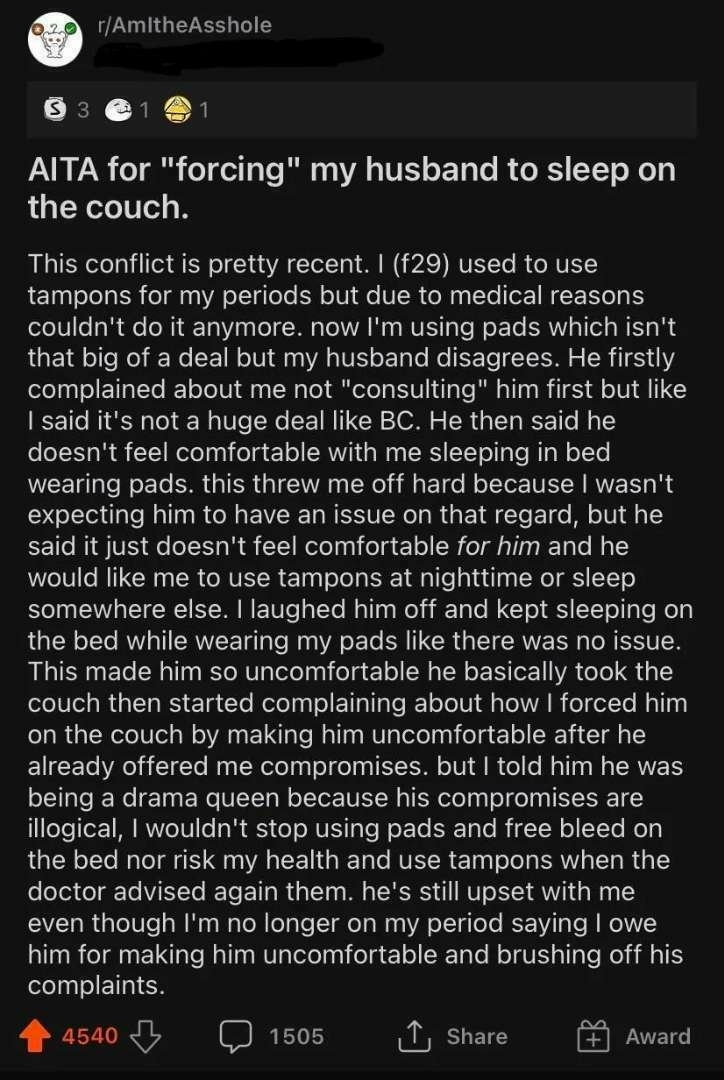 r/AmItheAsshole
3 1 1
AITA for "forcing" my husband to sleep on
the couch.
This conflict is pretty recent. I (f29) used to use
tampons for my periods but due to medical reasons
couldn't do it anymore. now I'm using pads which isn't
that big of a deal but my husband disagrees. He firstly
complained about me not "consulting" him first but like
I said it's not a huge deal like BC. He then said he
doesn't feel comfortable with me sleeping in bed
wearing pads. this threw me off hard because I wasn't
expecting him to have an issue on that regard, but he
said it just doesn't feel comfortable for him and he
would like me to use tampons at nighttime or sleep
somewhere else. I laughed him off and kept sleeping on
the bed while wearing my pads like there was no issue.
This made him so uncomfortable he basically took the
couch then started complaining about how I forced him
on the couch by making him uncomfortable after he
already offered me compromises. but I told him he was
being a drama queen because his compromises are
illogical, I wouldn't stop using pads and free bleed on
the bed nor risk my health and use tampons when the
doctor advised again them. he's still upset with me
even though I'm no longer on my period saying I owe
him for making him uncomfortable and brushing off his
complaints.
4540 1505 Share Award